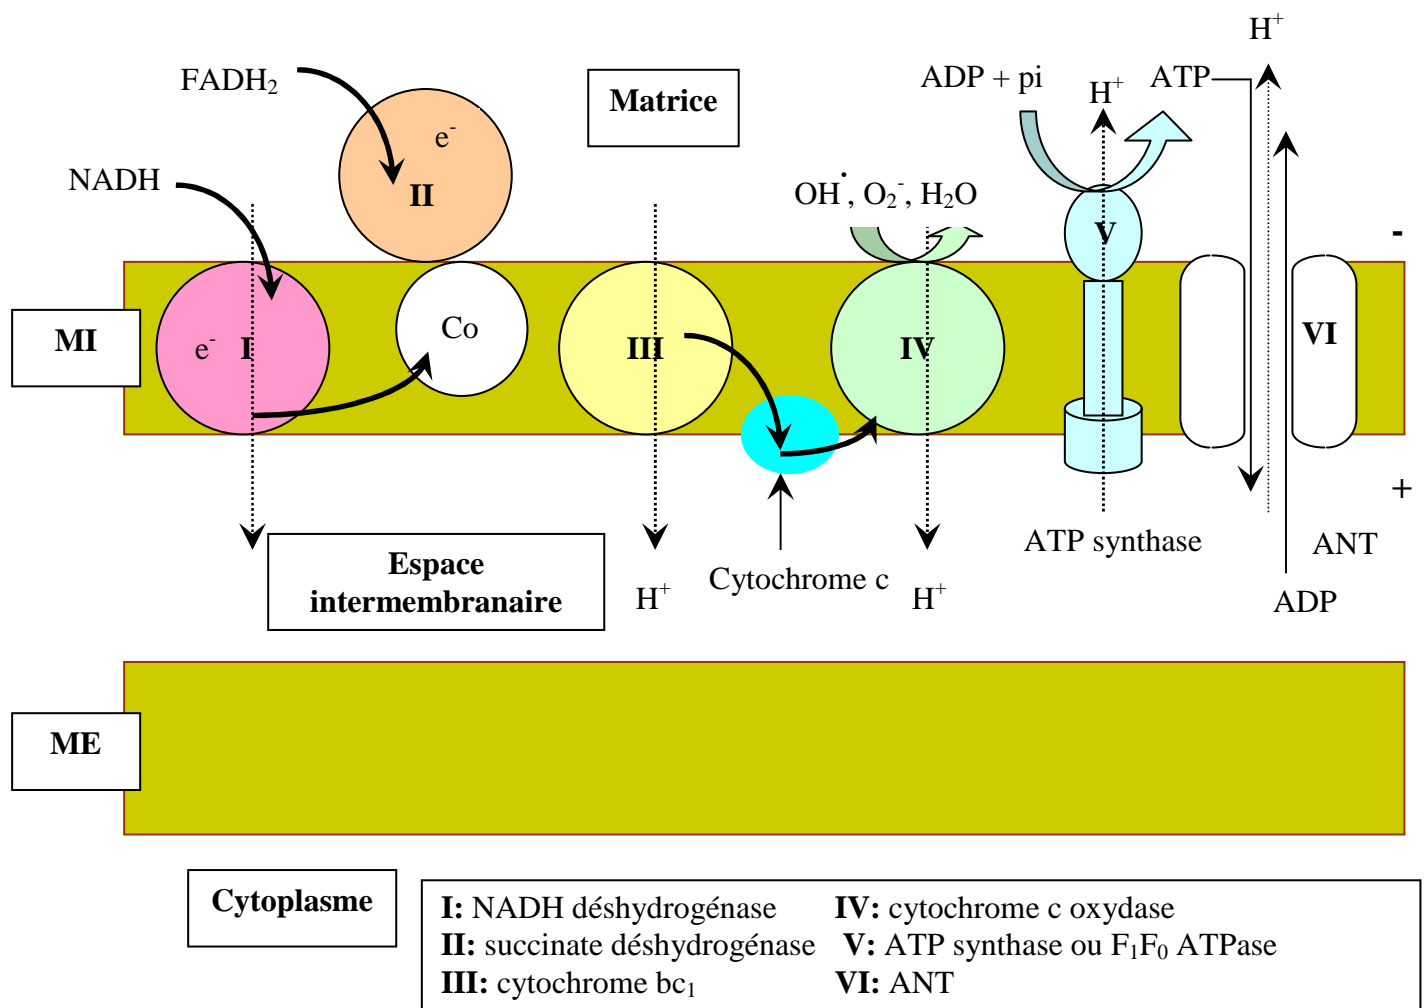 H⁺
FADH₂
Matrice
ADP + pi
H⁺
ATP
e⁻
II
NADH
OH˙, O₂⁻, H₂O
V
-
MI
e⁻ I
Co
III
IV
VI
+
Espace
intermembranaire
H⁺
Cytochrome c
H⁺
ATP synthase
ANT
ADP
ME
Cytoplasme
I: NADH déshydrogénase
IV: cytochrome c oxydase
II: succinate déshydrogénase
V: ATP synthase ou F₁F₀ ATPase
III: cytochrome bc₁
VI: ANT